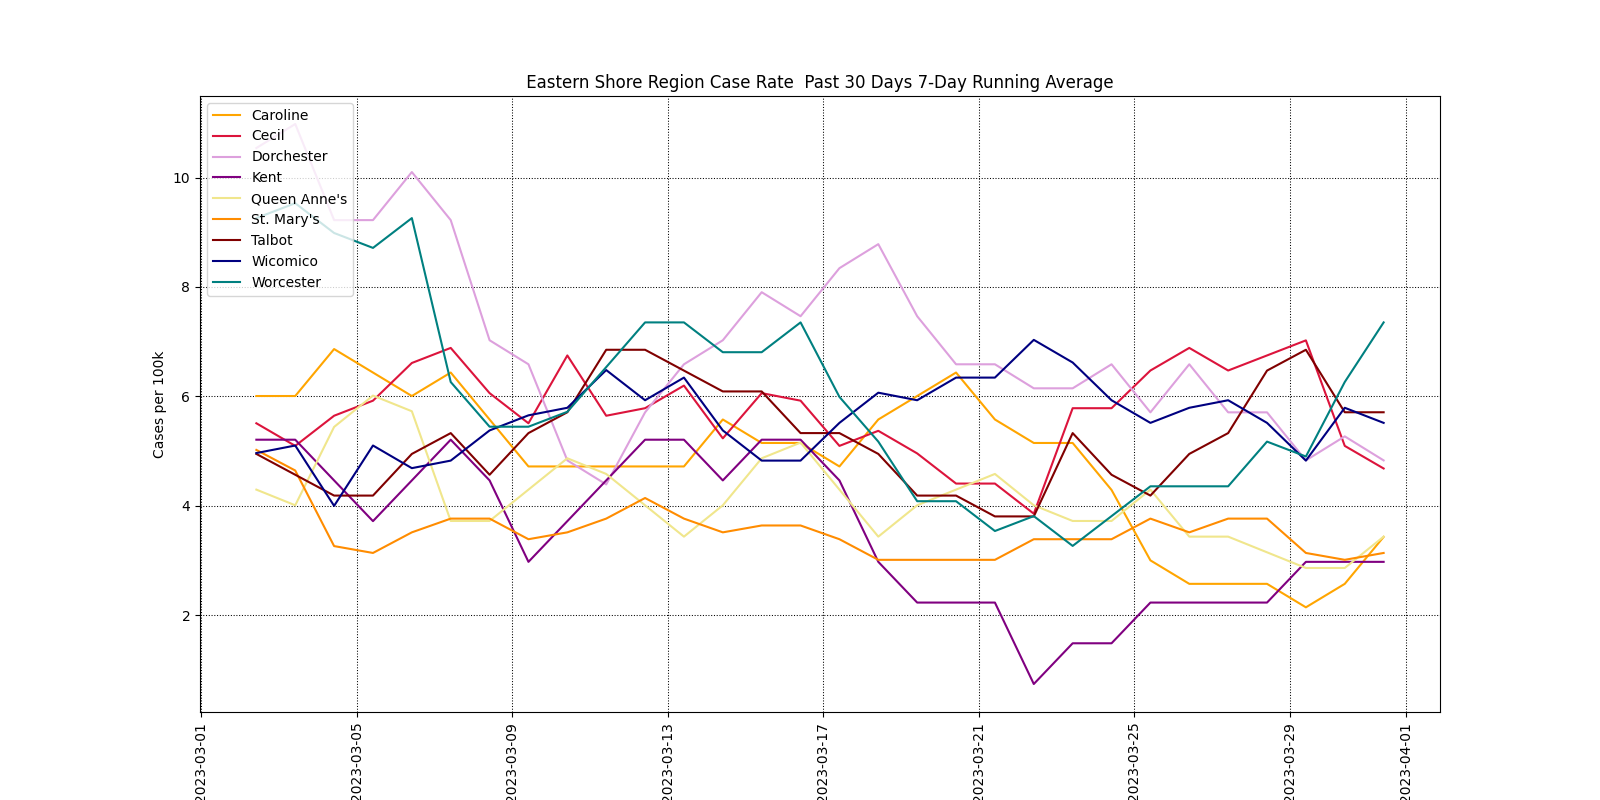 Eastern Shore Region Case Rate  Past 30 Days 7-Day Running Average
Caroline
Cecil
Dorchester
Kent
Queen Anne's
St. Mary's
Talbot
Wicomico
Worcester
Cases per 100k
10
8
6
4
2
2023-03-01
2023-03-05
2023-03-09
2023-03-13
2023-03-17
2023-03-21
2023-03-25
2023-03-29
2023-04-01